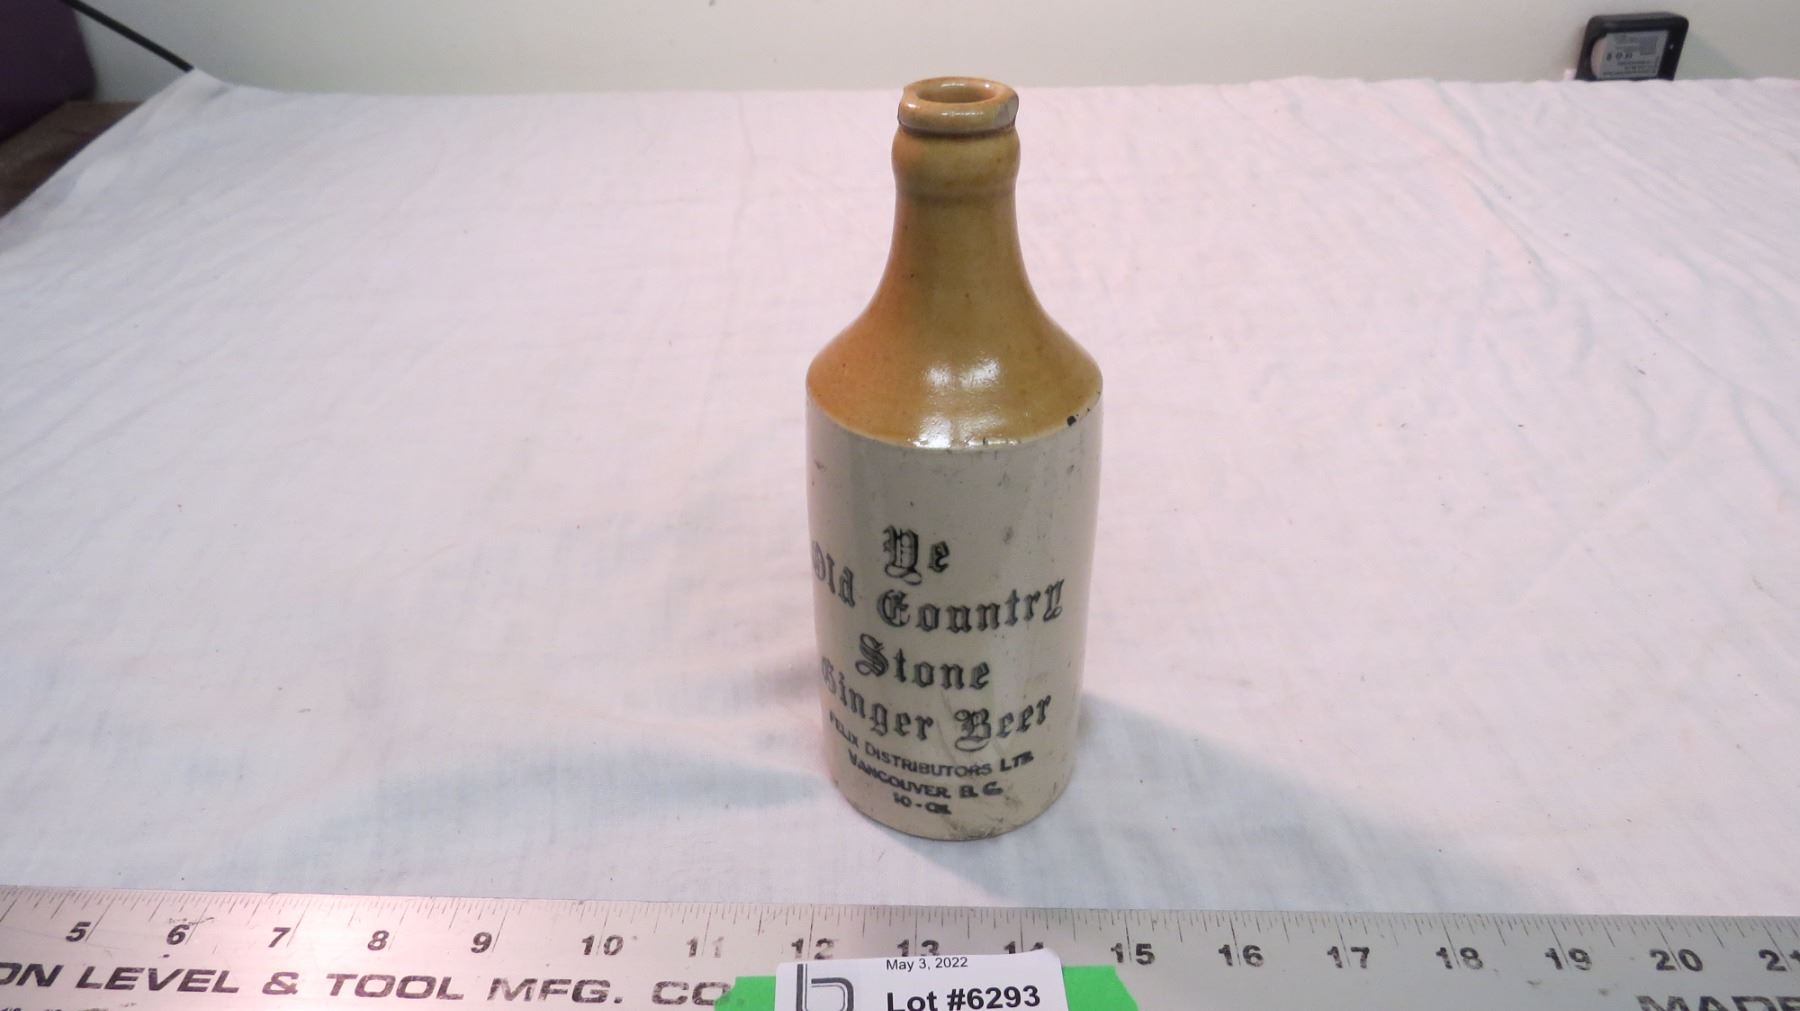 Ye
Old Country
Stone
Ginger Beer
FELIX DISTRIBUTORS LTD.
VANCOUVER B.C.
10-OZ.
5 6 7 8 9 10 11 12 13 14 15 16 17 18 19 20
ON LEVEL & TOOL MFG. CO.
MADE
May 3, 2022
Lot #6293